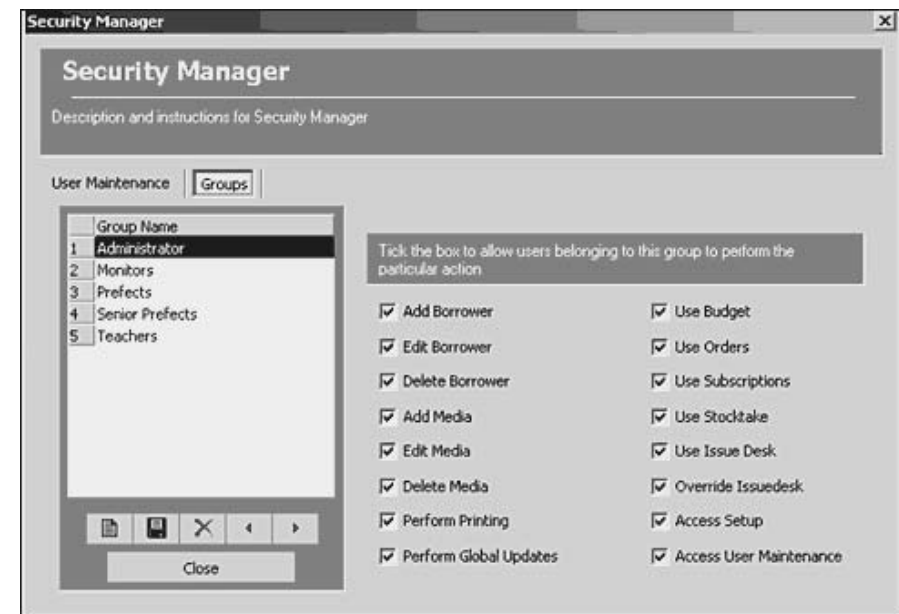 Security Manager
Security Manager
Description and instructions for Security Manager
User Maintenance Groups
Group Name
1 Administrator
2 Monitors
3 Prefects
4 Senior Prefects
5 Teachers
Close
Tick the box to allow users belonging to this group to perform the
particular action
Add Borrower
Edit Borrower
Delete Borrower
Add Media
Edit Media
Delete Media
Perform Printing
Perform Global Updates
Use Budget
Use Orders
Use Subscriptions
Use Stocktake
Use Issue Desk
Override Issuedesk
Access Setup
Access User Maintenance